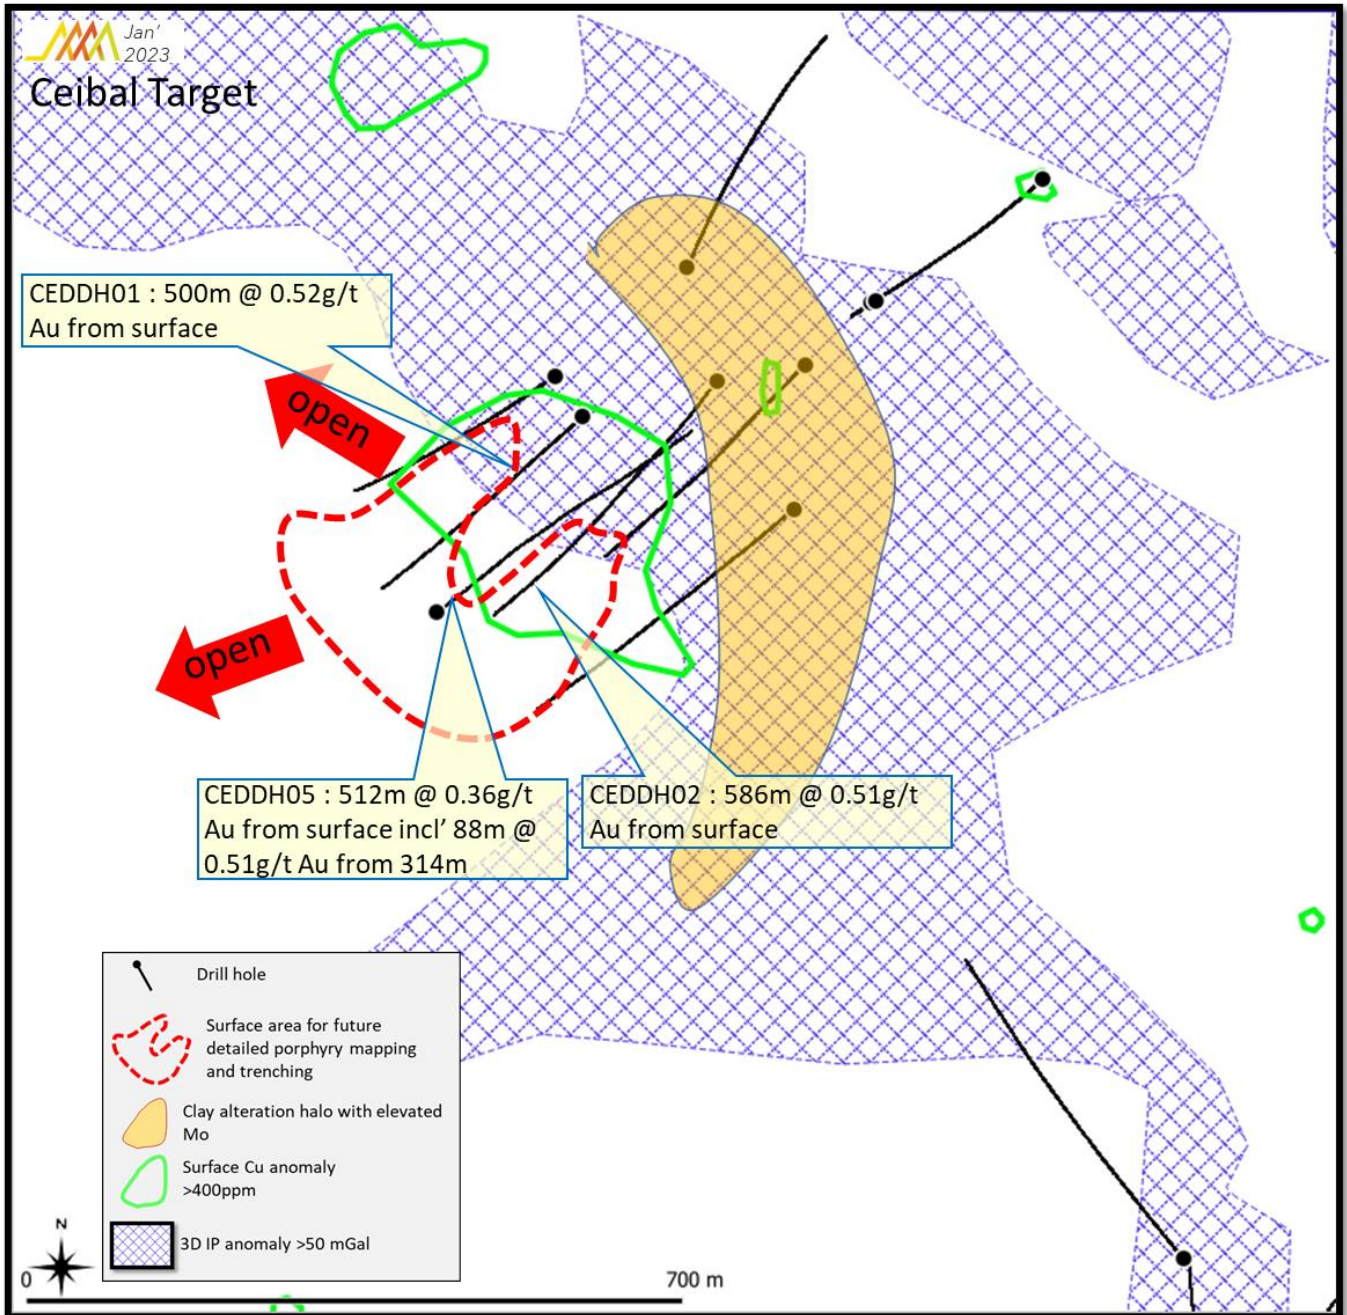 Jan'
2023
Ceibal Target
CEDDH01 : 500m @ 0.52g/t
Au from surface
open
open
CEDDH05 : 512m @ 0.36g/t
Au from surface incl’ 88m @
0.51g/t Au from 314m
CEDDH02 : 586m @ 0.51g/t
Au from surface
Drill hole
Surface area for future
detailed porphyry mapping
and trenching
Clay alteration halo with elevated
Mo
Surface Cu anomaly
>400ppm
3D IP anomaly >50 mGal
N
0
700 m